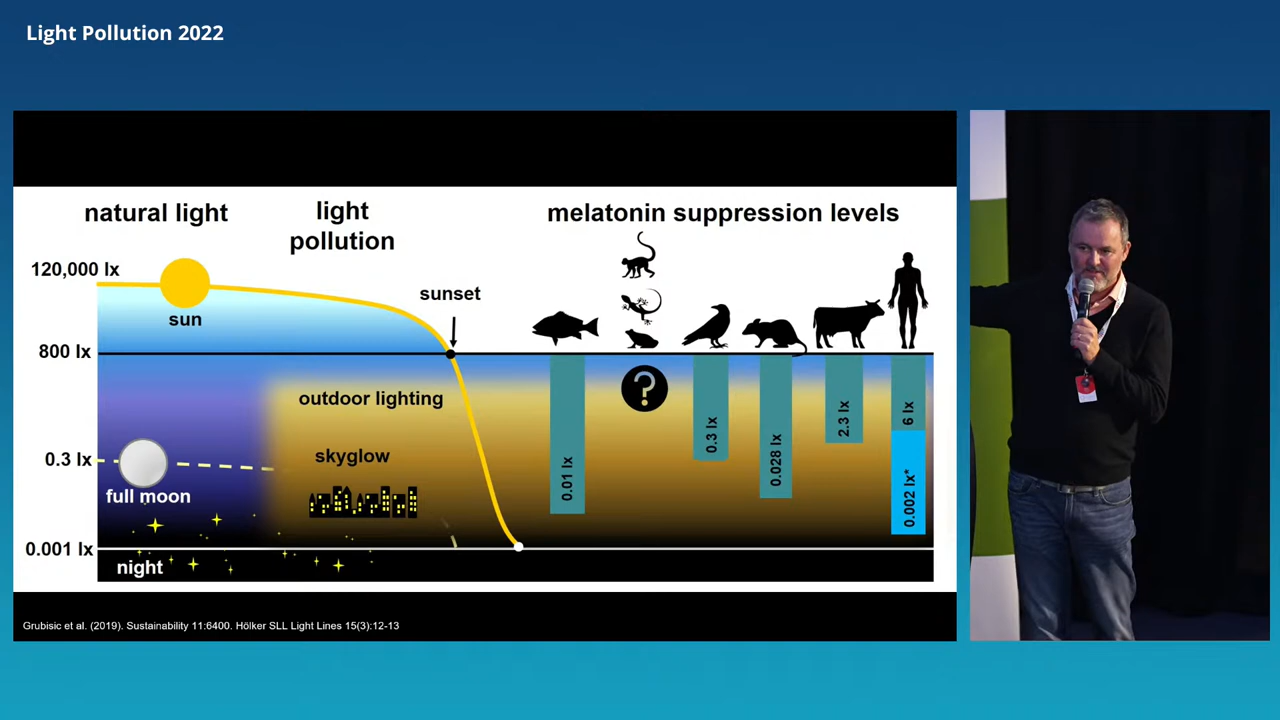 Light Pollution 2022
natural light
light
pollution
melatonin suppression levels
120,000 lx
sun
sunset
800 lx
?
outdoor lighting
0.3 lx
full moon
skyglow
0.001 lx
night
0.01 lx
0.3 lx
0.028 lx
2.3 lx
6 lx
0.002 lx*
Grubisic et al. (2019). Sustainability 11:6400. Hölker SLL Light Lines 15(3):12-13